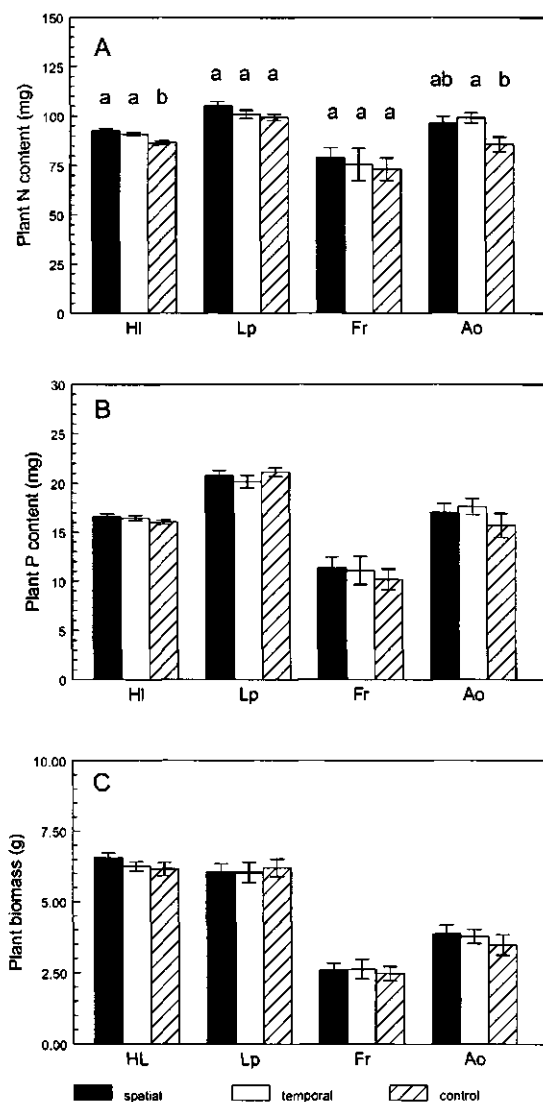 150
A
125
a a b
a a a
a a a
ab a b
100
75
50
25
0
Plant N content (mg)
Hl Lp Fr Ao
30
B
25
20
15
10
5
0
Plant P content (mg)
Hl Lp Fr Ao
10.00
C
7.50
5.00
2.50
0.00
Plant biomass (g)
HL Lp Fr Ao
spatial temporal control